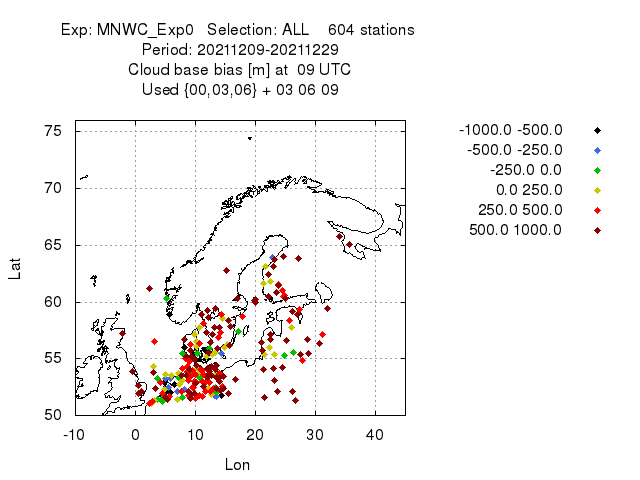 Exp: MNWC_Exp0 Selection: ALL 604 stations
Period: 20211209-20211229
Cloud base bias [m] at 09 UTC
Used {00,03,06} + 03 06 09
-1000.0 -500.0
-500.0 -250.0
-250.0 0.0
0.0 250.0
250.0 500.0
500.0 1000.0
75
70
65
60
55
50
Lat
-10 0 10 20 30 40
Lon